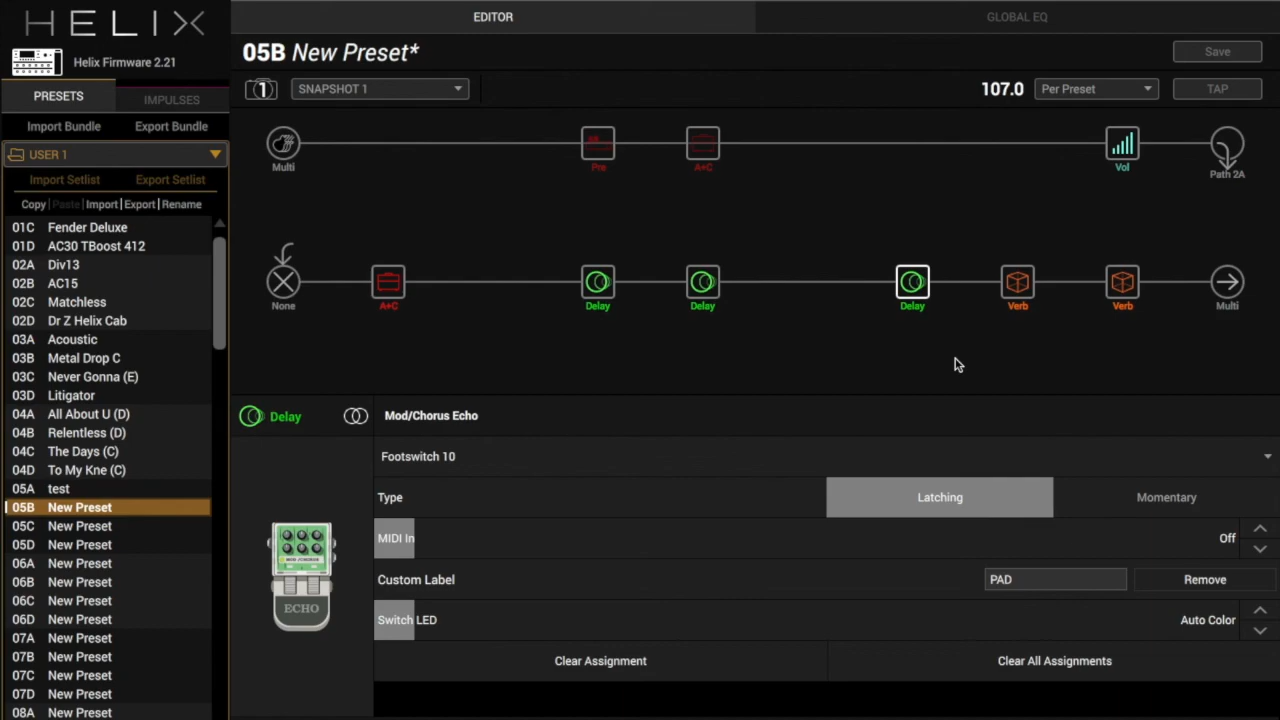 HELIX
Helix Firmware 2.21
PRESETS
IMPULSES
Import Bundle
Export Bundle
USER 1
Import Setlist
Export Setlist
Copy | Paste | Import | Export | Rename
01C Fender Deluxe
01D AC30 TBoost 412
02A Div13
02B AC15
02C Matchless
02D Dr Z Helix Cab
03A Acoustic
03B Metal Drop C
03C Never Gonna (E)
03D Litigator
04A All About U (D)
04B Relentless (D)
04C The Days (C)
04D To My Kne (C)
05A test
05B New Preset
05C New Preset
05D New Preset
06A New Preset
06B New Preset
06C New Preset
06D New Preset
07A New Preset
07B New Preset
07C New Preset
07D New Preset
08A New Preset
EDITOR
GLOBAL EQ
05B New Preset*
Save
1
SNAPSHOT 1
107.0
Per Preset
TAP
Multi
Pre
A+C
Vol
Path 2A
None
A+C
Delay
Delay
Delay
Verb
Verb
Multi
Delay
Mod/Chorus Echo
Footswitch 10
Type
Latching
Momentary
MIDI In
Off
Custom Label
PAD
Remove
Switch LED
Auto Color
Clear Assignment
Clear All Assignments
MOD/CHORUS
ECHO